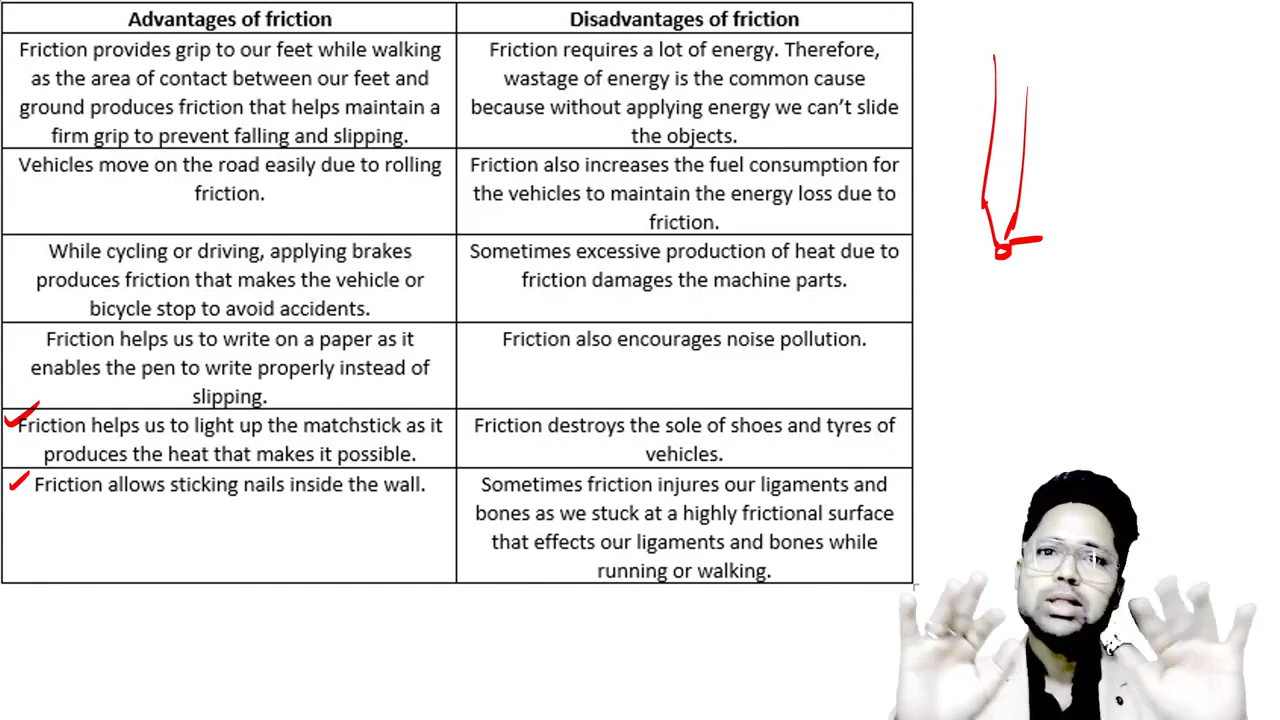 Advantages of friction
Disadvantages of friction
Friction provides grip to our feet while walking
as the area of contact between our feet and
ground produces friction that helps maintain a
firm grip to prevent falling and slipping.
Friction requires a lot of energy. Therefore,
wastage of energy is the common cause
because without applying energy we can’t slide
the objects.
Vehicles move on the road easily due to rolling
friction.
Friction also increases the fuel consumption for
the vehicles to maintain the energy loss due to
friction.
While cycling or driving, applying brakes
produces friction that makes the vehicle or
bicycle stop to avoid accidents.
Sometimes excessive production of heat due to
friction damages the machine parts.
Friction helps us to write on a paper as it
enables the pen to write properly instead of
slipping.
Friction also encourages noise pollution.
Friction helps us to light up the matchstick as it
produces the heat that makes it possible.
Friction destroys the sole of shoes and tyres of
vehicles.
Friction allows sticking nails inside the wall.
Sometimes friction injures our ligaments and
bones as we stuck at a highly frictional surface
that effects our ligaments and bones while
running or walking.